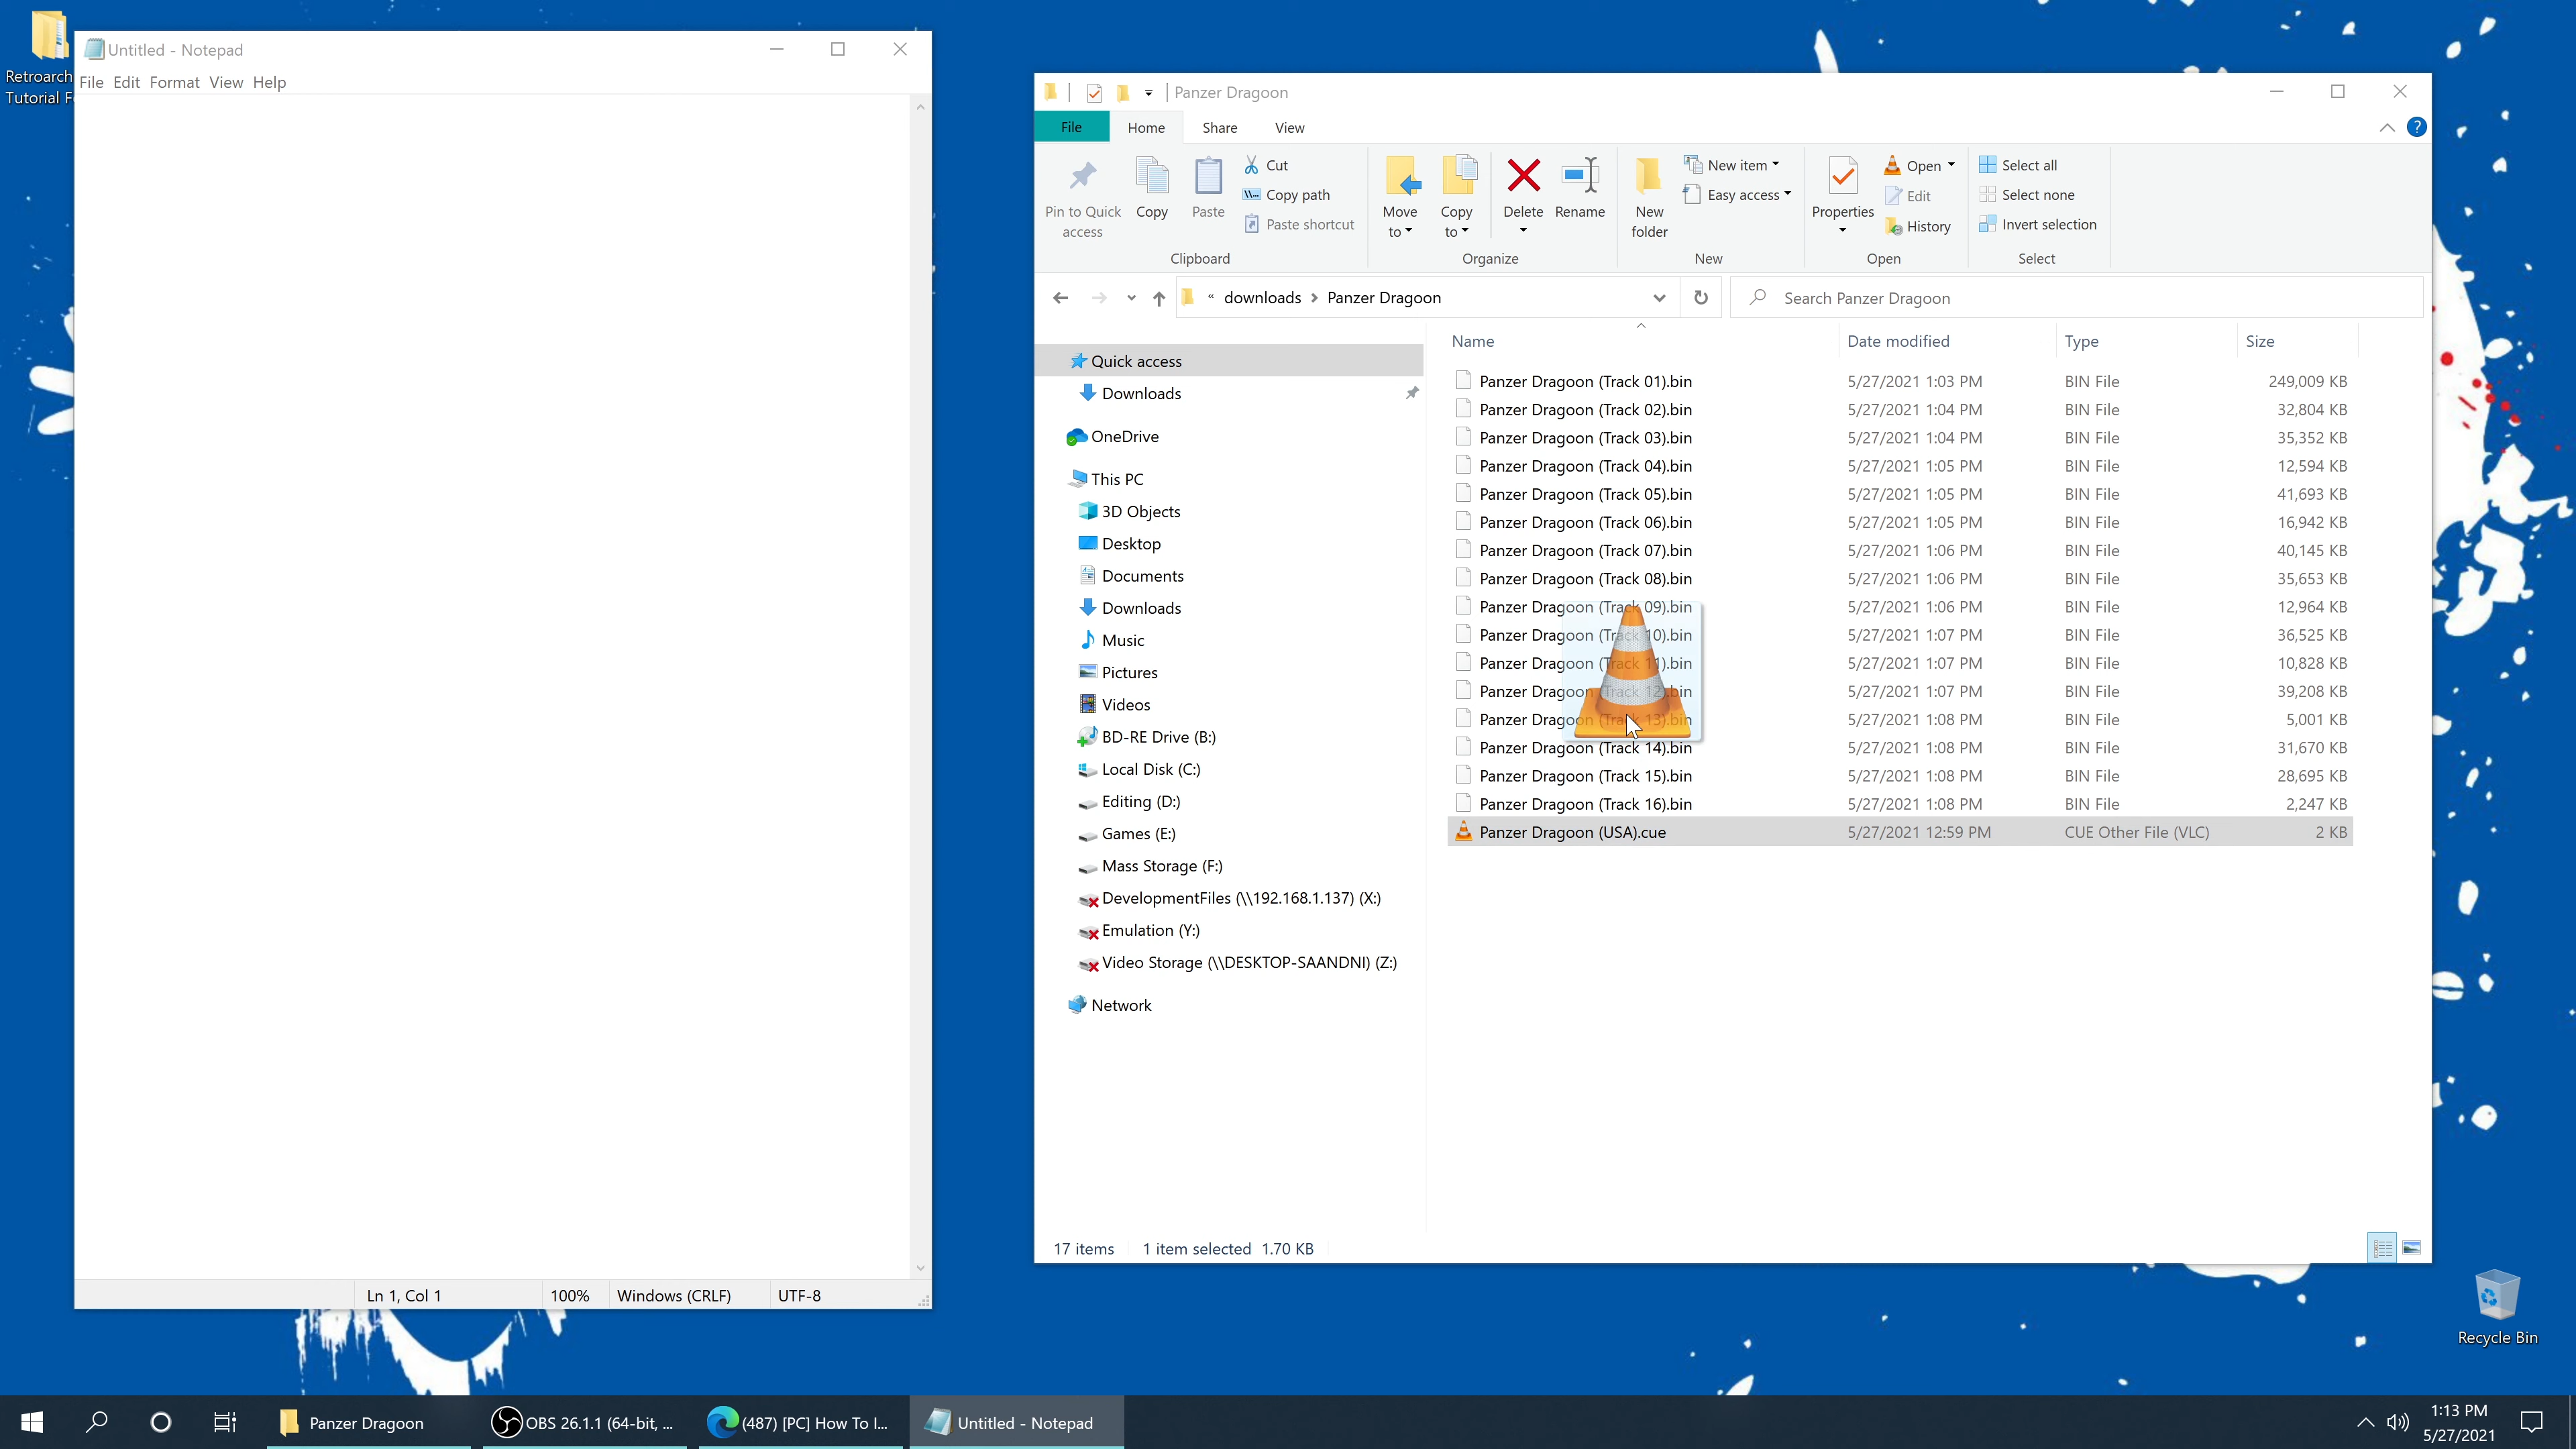 Retroarch
Tutorial F
Untitled - Notepad
File Edit Format View Help
Ln 1, Col 1
100%
Windows (CRLF)
UTF-8
Panzer Dragoon
File
Home
Share
View
?
Pin to Quick
access
Copy
Paste
Cut
Copy path
Paste shortcut
Clipboard
Move
to
Copy
to
Delete
Rename
Organize
New
folder
New item
Easy access
New
Properties
Open
Edit
History
Open
Select all
Select none
Invert selection
Select
« downloads > Panzer Dragoon
Search Panzer Dragoon
Quick access
Downloads
OneDrive
This PC
3D Objects
Desktop
Documents
Downloads
Music
Pictures
Videos
BD-RE Drive (B:)
Local Disk (C:)
Editing (D:)
Games (E:)
Mass Storage (F:)
DevelopmentFiles (\\192.168.1.137) (X:)
Emulation (Y:)
Video Storage (\\DESKTOP-SAANDNI) (Z:)
Network
Name Date modified Type Size
Panzer Dragoon (Track 01).bin 5/27/2021 1:03 PM BIN File 249,009 KB
Panzer Dragoon (Track 02).bin 5/27/2021 1:04 PM BIN File 32,804 KB
Panzer Dragoon (Track 03).bin 5/27/2021 1:04 PM BIN File 35,352 KB
Panzer Dragoon (Track 04).bin 5/27/2021 1:05 PM BIN File 12,594 KB
Panzer Dragoon (Track 05).bin 5/27/2021 1:05 PM BIN File 41,693 KB
Panzer Dragoon (Track 06).bin 5/27/2021 1:05 PM BIN File 16,942 KB
Panzer Dragoon (Track 07).bin 5/27/2021 1:06 PM BIN File 40,145 KB
Panzer Dragoon (Track 08).bin 5/27/2021 1:06 PM BIN File 35,653 KB
Panzer Dragoon (Track 09).bin 5/27/2021 1:06 PM BIN File 12,964 KB
Panzer Dragoon (Track 10).bin 5/27/2021 1:07 PM BIN File 36,525 KB
Panzer Dragoon (Track 11).bin 5/27/2021 1:07 PM BIN File 10,828 KB
Panzer Dragoon (Track 12).bin 5/27/2021 1:07 PM BIN File 39,208 KB
Panzer Dragoon (Track 13).bin 5/27/2021 1:08 PM BIN File 5,001 KB
Panzer Dragoon (Track 14).bin 5/27/2021 1:08 PM BIN File 31,670 KB
Panzer Dragoon (Track 15).bin 5/27/2021 1:08 PM BIN File 28,695 KB
Panzer Dragoon (Track 16).bin 5/27/2021 1:08 PM BIN File 2,247 KB
Panzer Dragoon (USA).cue 5/27/2021 12:59 PM CUE Other File (VLC) 2 KB
17 items 1 item selected 1.70 KB
Recycle Bin
Panzer Dragoon
OBS 26.1.1 (64-bit, ...
(487) [PC] How To I...
Untitled - Notepad
1:13 PM
5/27/2021